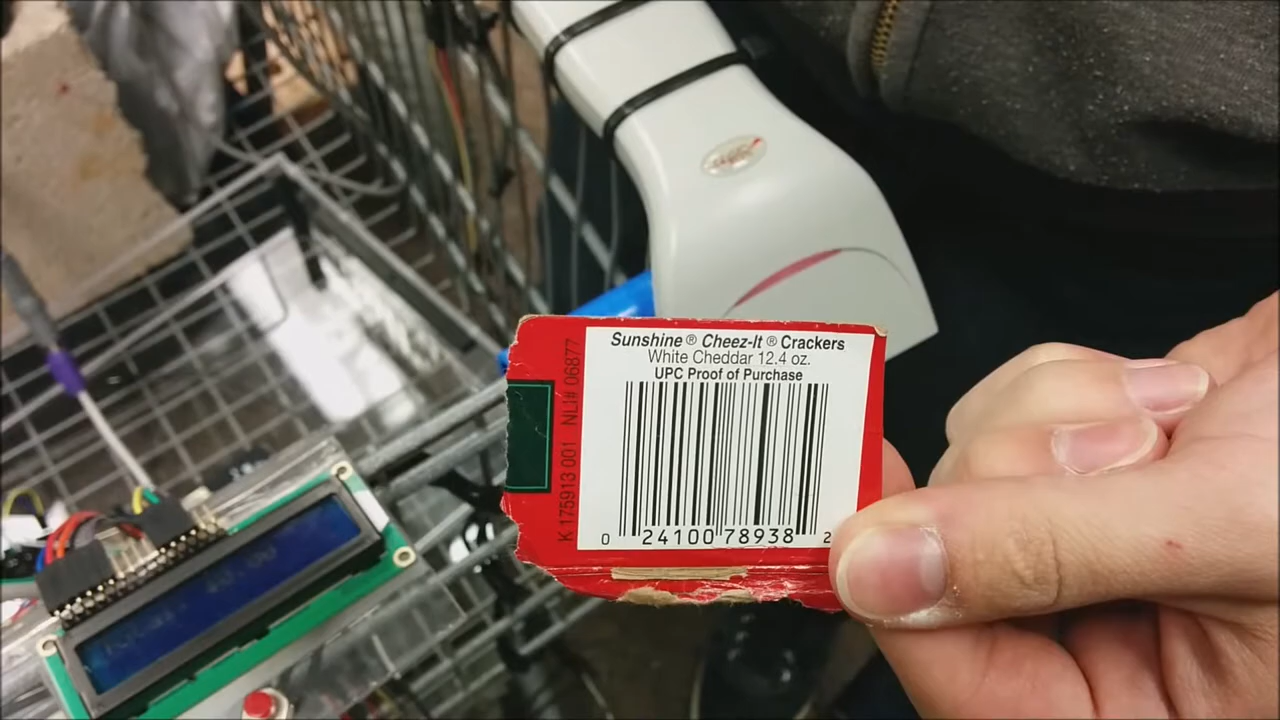 Sunshine ® Cheez-It ® Crackers
White Cheddar 12.4 oz.
UPC Proof of Purchase
0 24100 78938 2
K 175913 001 NLI# 06877